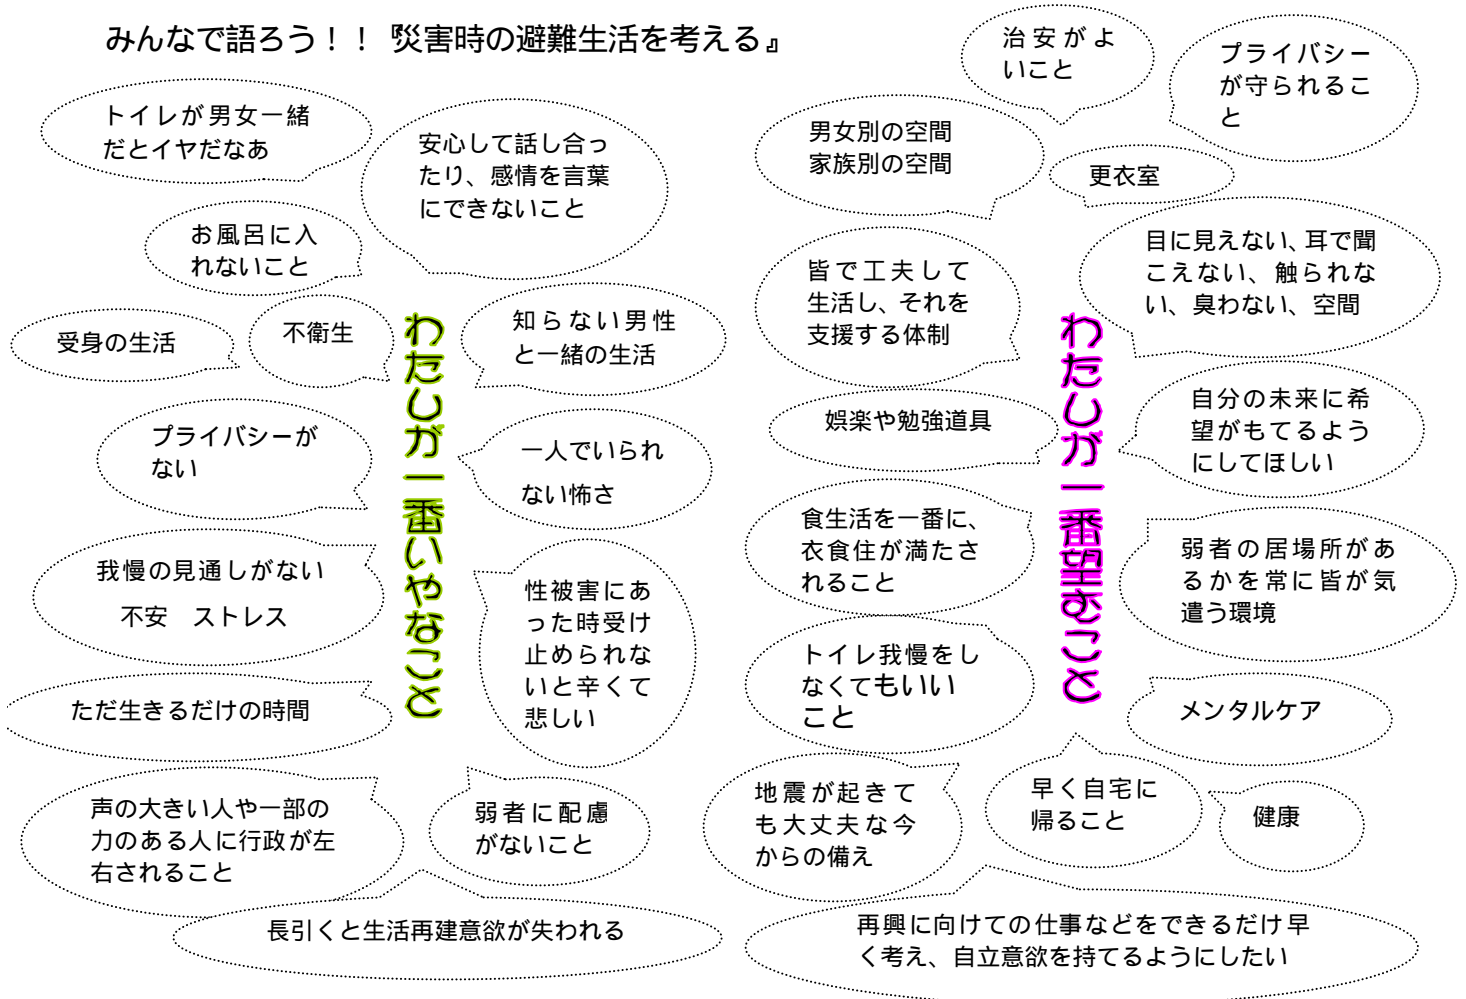 みんなで語ろう！！『災害時の避難生活を考える』
トイレが男女一緒
だとイヤだなあ
安心して話し合っ
たり、感情を言葉
にできないこと
お風呂に入
れないこと
受身の生活
不衛生
知らない男性
と一緒の生活
プライバシーが
ない
一人でいられ
ない怖さ
我慢の見通しがない
不安　ストレス
性被害にあ
った時受け
止められな
いと辛くて
悲しい
ただ生きるだけの時間
声の大きい人や一部の
力のある人に行政が左
右されること
弱者に配慮
がないこと
長引くと生活再建意欲が失われる
わたしが一番いやなこと
治安がよ
いこと
プライバシー
が守られるこ
と
男女別の空間
家族別の空間
更衣室
目に見えない、耳で聞
こえない、触られな
い、臭わない、空間
皆で工夫して
生活し、それを
支援する体制
娯楽や勉強道具
自分の未来に希
望がもてるよう
にしてほしい
食生活を一番に、
衣食住が満たさ
れること
弱者の居場所があ
るかを常に皆が気
遣う環境
トイレ我慢をし
なくてもいい
こと
メンタルケア
地震が起きて
も大丈夫な今
からの備え
早く自宅に
帰ること
健康
再興に向けての仕事などをできるだけ早
く考え、自立意欲を持てるようにしたい
わたしが一番望むこと